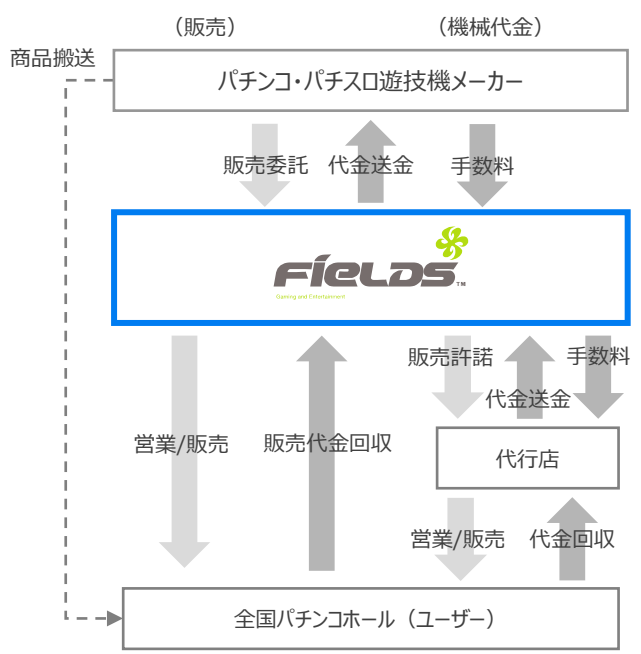 （販売）
（機械代金）
商品搬送
パチンコ・パチスロ遊技機メーカー
販売委託
代金送金
手数料
FIELDS™
Gaming and Entertainment
販売許諾
手数料
代金送金
営業/販売
販売代金回収
代行店
営業/販売
代金回収
全国パチンコホール（ユーザー）